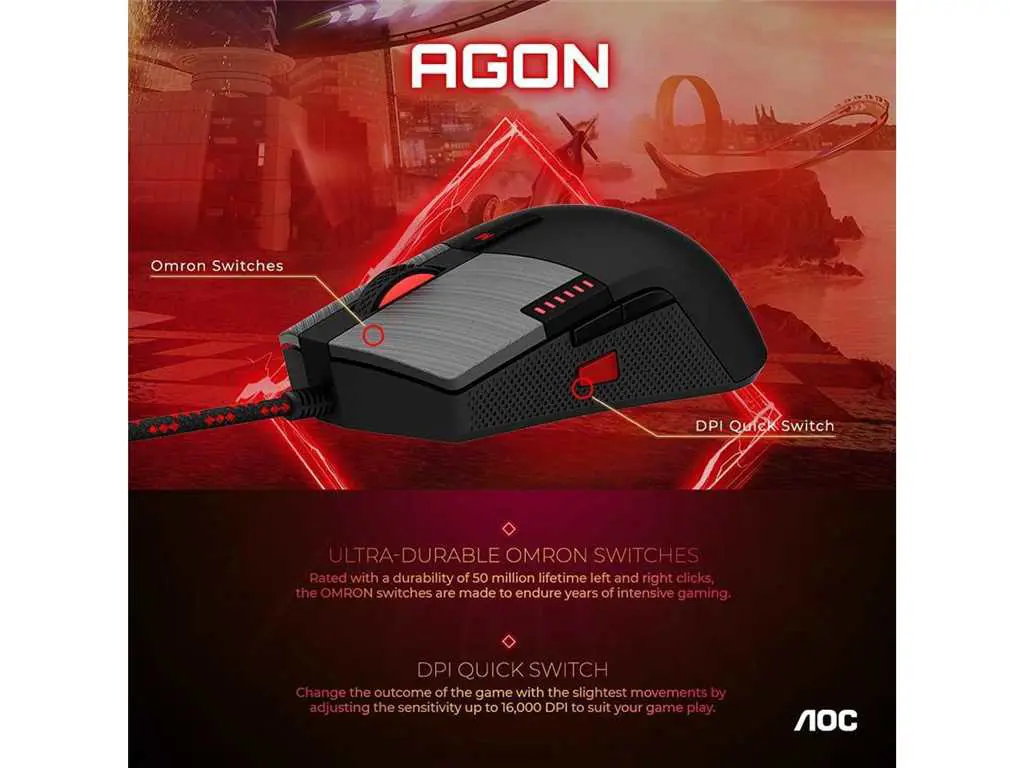 AGON
Omron Switches
DPI Quick Switch
ULTRA-DURABLE OMRON SWITCHES
Rated with a durability of 50 million lifetime left and right clicks,
the OMRON switches are made to endure years of intensive gaming.
DPI QUICK SWITCH
Change the outcome of the game with the slightest movements by
adjusting the sensitivity up to 16,000 DPI to suit your game play.
AOC